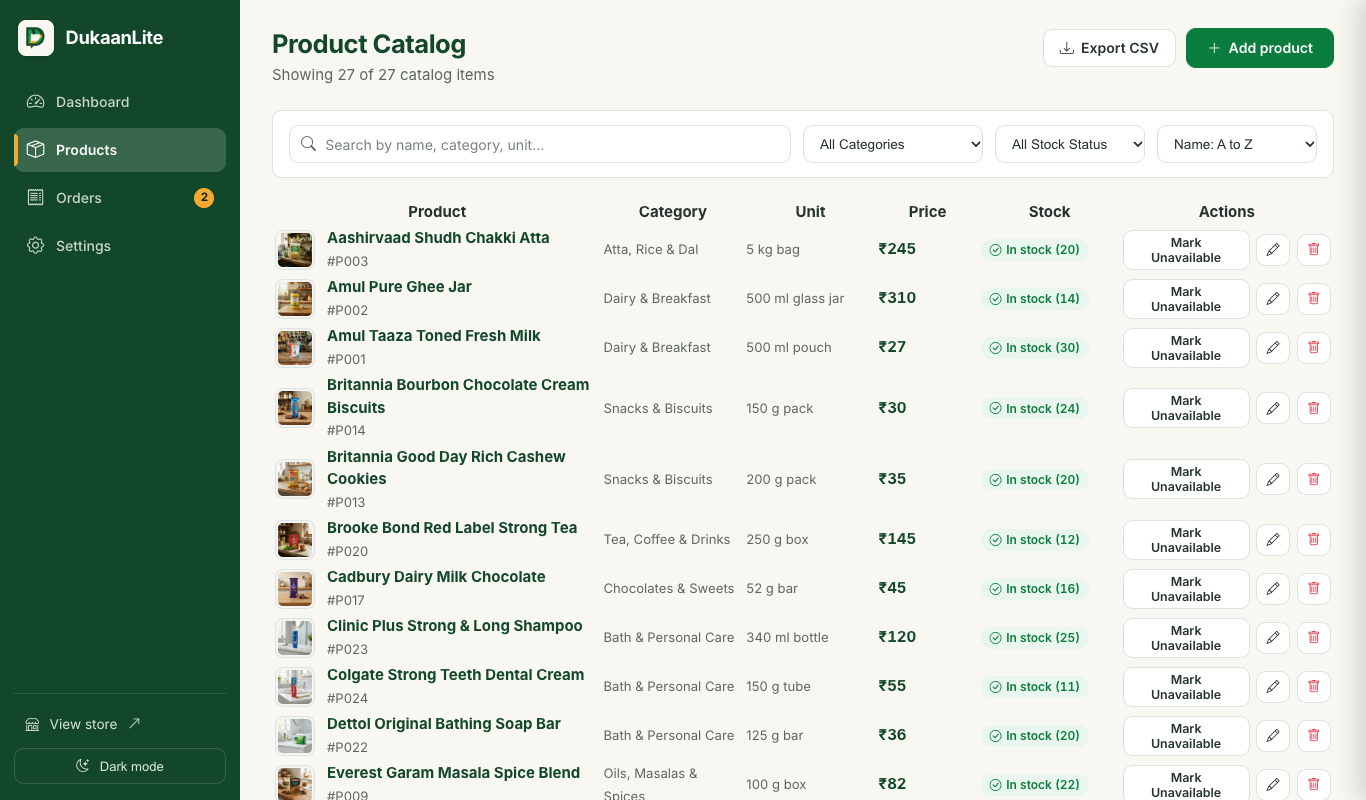 DukaanLite
Dashboard
Products
Orders 2
Settings
View store
Dark mode
Product Catalog
Showing 27 of 27 catalog items
Export CSV
Add product
Search by name, category, unit...
All Categories
All Stock Status
Name: A to Z
Product Category Unit Price Stock Actions
Aashirvaad Shudh Chakki Atta
#P003
Atta, Rice & Dal 5 kg bag ₹245 In stock (20)
Mark
Unavailable
Amul Pure Ghee Jar
#P002
Dairy & Breakfast 500 ml glass jar ₹310 In stock (14)
Mark
Unavailable
Amul Taaza Toned Fresh Milk
#P001
Dairy & Breakfast 500 ml pouch ₹27 In stock (30)
Mark
Unavailable
Britannia Bourbon Chocolate Cream
Biscuits
#P014
Snacks & Biscuits 150 g pack ₹30 In stock (24)
Mark
Unavailable
Britannia Good Day Rich Cashew
Cookies
#P013
Snacks & Biscuits 200 g pack ₹35 In stock (20)
Mark
Unavailable
Brooke Bond Red Label Strong Tea
#P020
Tea, Coffee & Drinks 250 g box ₹145 In stock (12)
Mark
Unavailable
Cadbury Dairy Milk Chocolate
#P017
Chocolates & Sweets 52 g bar ₹45 In stock (16)
Mark
Unavailable
Clinic Plus Strong & Long Shampoo
#P023
Bath & Personal Care 340 ml bottle ₹120 In stock (25)
Mark
Unavailable
Colgate Strong Teeth Dental Cream
#P024
Bath & Personal Care 150 g tube ₹55 In stock (11)
Mark
Unavailable
Dettol Original Bathing Soap Bar
#P022
Bath & Personal Care 125 g bar ₹36 In stock (20)
Mark
Unavailable
Everest Garam Masala Spice Blend
#P009
Oils, Masalas &
Spices
100 g box ₹82 In stock (22)
Mark
Unavailable